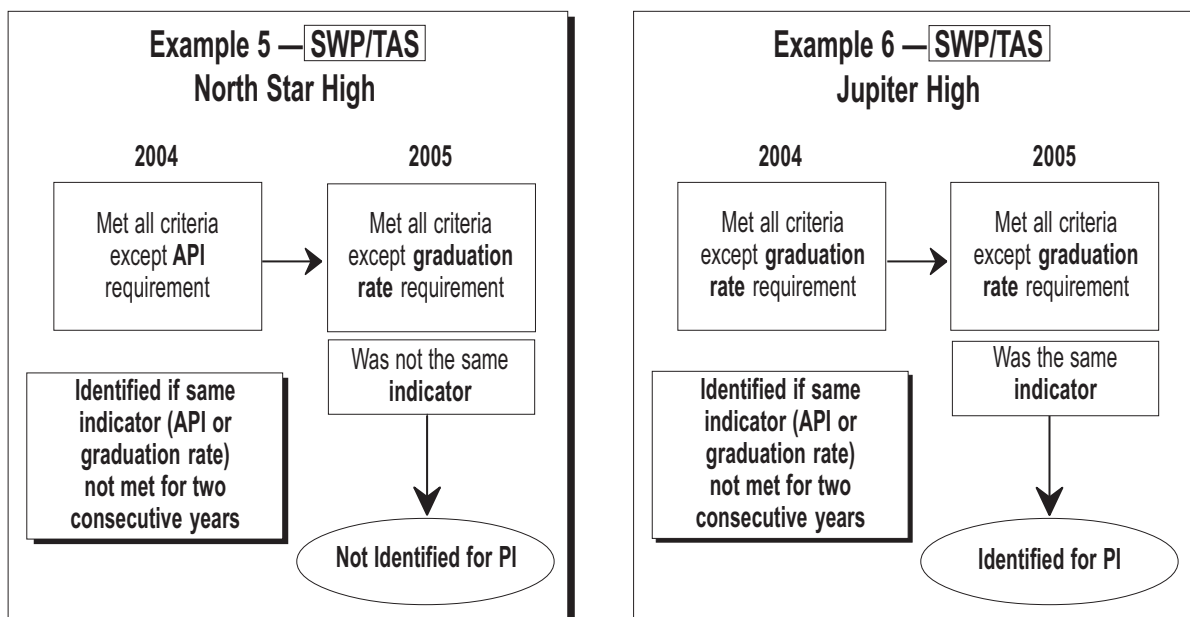 Example 5 — SWP/TAS
North Star High
2004
2005
Met all criteria
except API
requirement
Met all criteria
except graduation
rate requirement
Was not the same
indicator
Identified if same
indicator (API or
graduation rate)
not met for two
consecutive years
Not Identified for PI
Example 6 — SWP/TAS
Jupiter High
2004
2005
Met all criteria
except graduation
rate requirement
Met all criteria
except graduation
rate requirement
Was the same
indicator
Identified if same
indicator (API or
graduation rate)
not met for two
consecutive years
Identified for PI